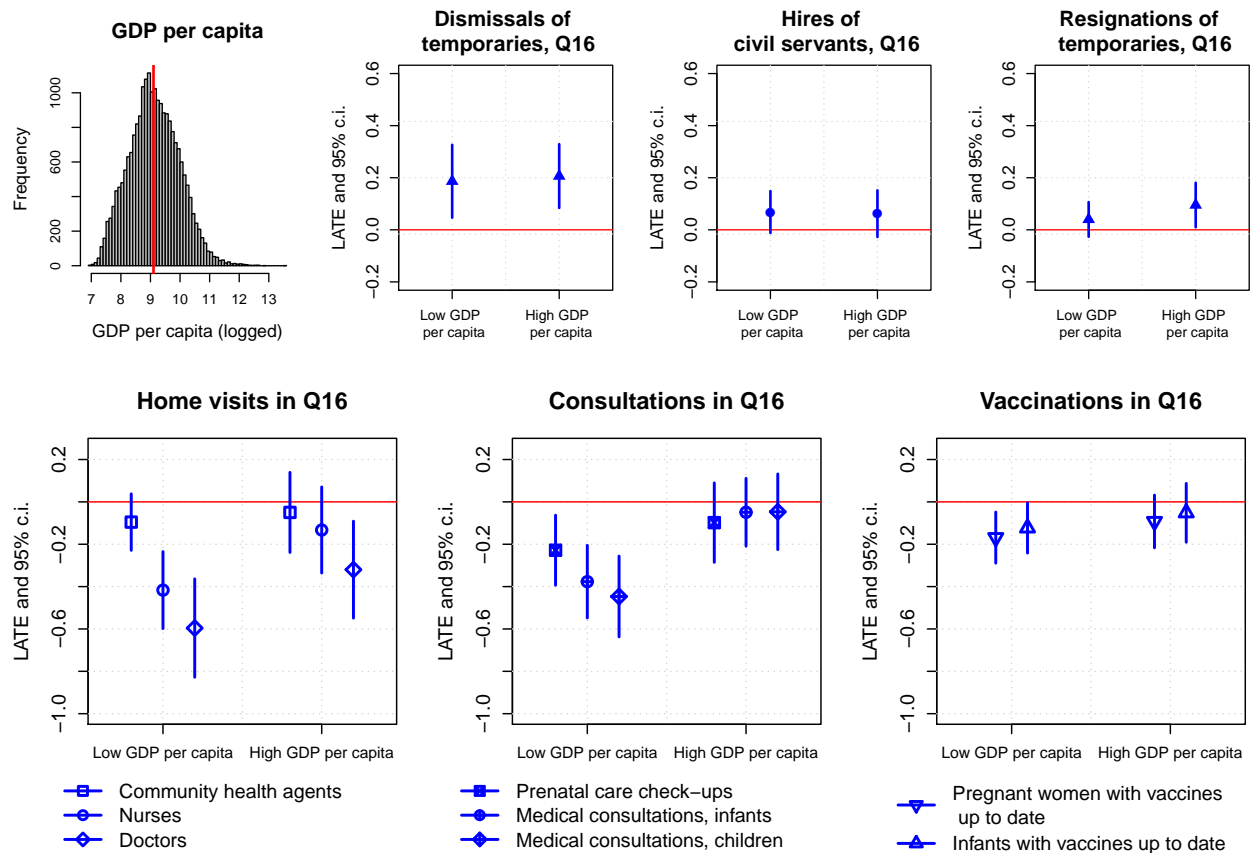 GDP per capita
Frequency
0
200
600
1000
7 8 9 10 11 12 13
GDP per capita (logged)
Dismissals of
temporaries, Q16
LATE and 95% c.i.
−0.2 0.0 0.2 0.4 0.6
Low GDP
per capita
High GDP
per capita
Hires of
civil servants, Q16
LATE and 95% c.i.
−0.2 0.0 0.2 0.4 0.6
Low GDP
per capita
High GDP
per capita
Resignations of
temporaries, Q16
LATE and 95% c.i.
−0.2 0.0 0.2 0.4 0.6
Low GDP
per capita
High GDP
per capita
Home visits in Q16
LATE and 95% c.i.
−1.0 −0.6 −0.2 0.2
Low GDP per capita High GDP per capita
Community health agents
Nurses
Doctors
Consultations in Q16
LATE and 95% c.i.
−1.0 −0.6 −0.2 0.2
Low GDP per capita High GDP per capita
Prenatal care check−ups
Medical consultations, infants
Medical consultations, children
Vaccinations in Q16
LATE and 95% c.i.
−1.0 −0.6 −0.2 0.2
Low GDP per capita High GDP per capita
Pregnant women with vaccines
up to date
Infants with vaccines up to date